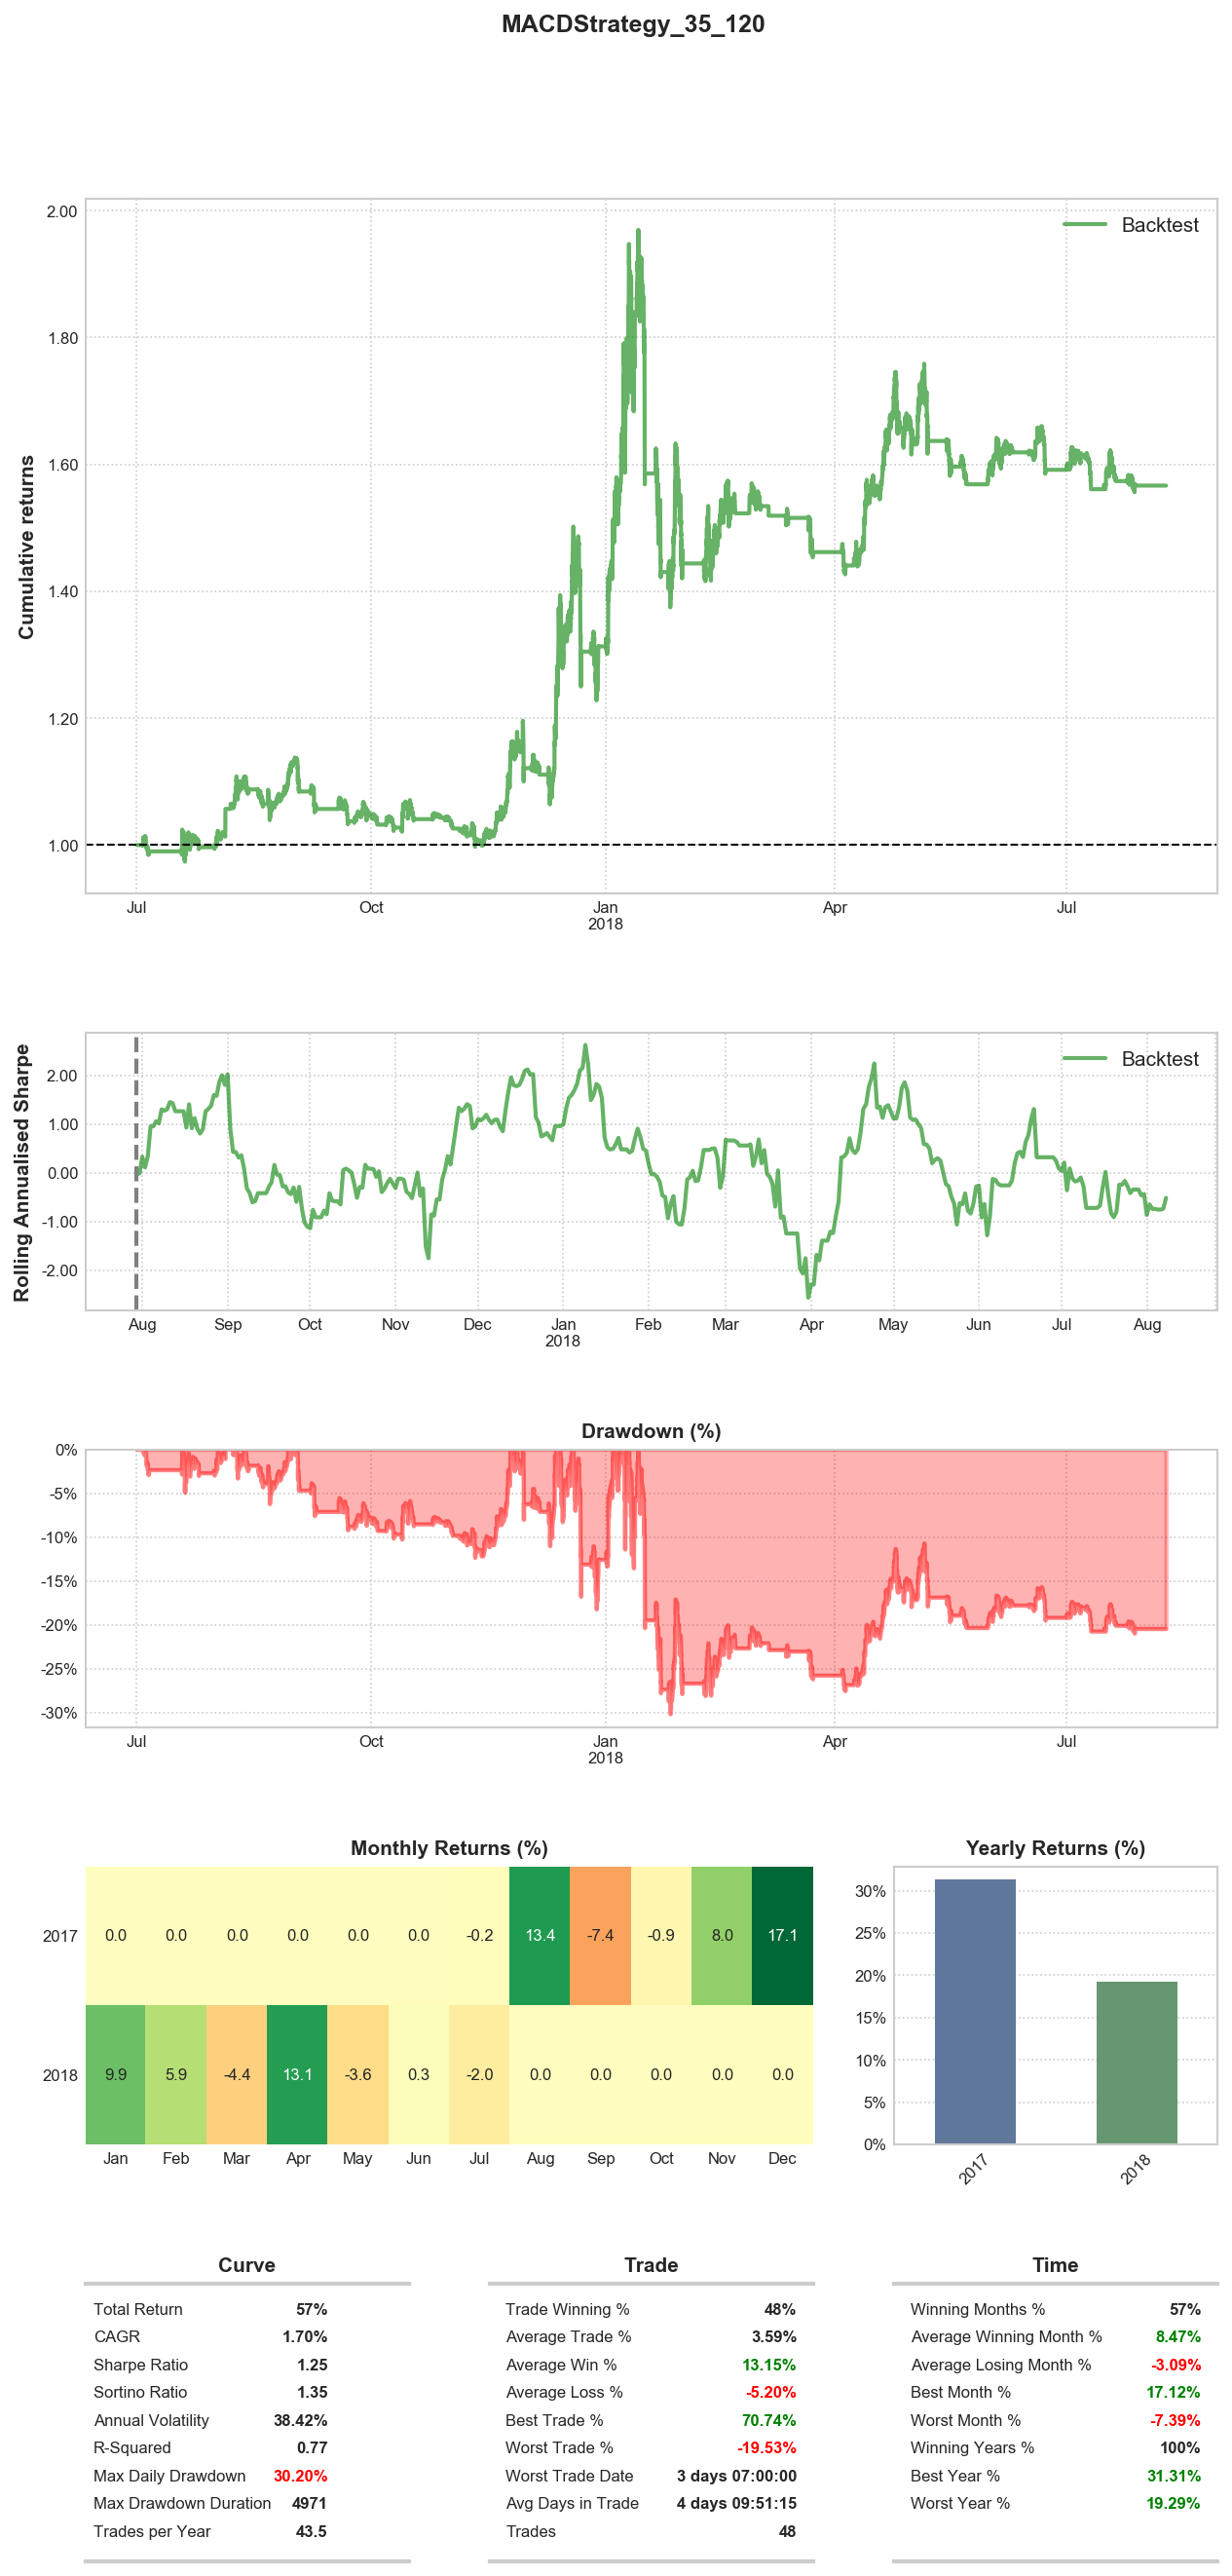 MACDStrategy_35_120
Backtest
Cumulative returns
2.00
1.80
1.60
1.40
1.20
1.00
Jul Oct Jan Apr Jul
2018
Backtest
Rolling Annualised Sharpe
2.00
1.00
0.00
-1.00
-2.00
Aug Sep Oct Nov Dec Jan Feb Mar Apr May Jun Jul Aug
2018
Drawdown (%)
0%
-5%
-10%
-15%
-20%
-25%
-30%
Jul Oct Jan Apr Jul
2018
Monthly Returns (%)
2017 0.0 0.0 0.0 0.0 0.0 0.0 -0.2 13.4 -7.4 -0.9 8.0 17.1
2018 9.9 5.9 -4.4 13.1 -3.6 0.3 -2.0 0.0 0.0 0.0 0.0 0.0
Jan Feb Mar Apr May Jun Jul Aug Sep Oct Nov Dec
Yearly Returns (%)
30%
25%
20%
15%
10%
5%
0%
2017 2018
Curve
Total Return 57%
CAGR 1.70%
Sharpe Ratio 1.25
Sortino Ratio 1.35
Annual Volatility 38.42%
R-Squared 0.77
Max Daily Drawdown 30.20%
Max Drawdown Duration 4971
Trades per Year 43.5
Trade
Trade Winning % 48%
Average Trade % 3.59%
Average Win % 13.15%
Average Loss % -5.20%
Best Trade % 70.74%
Worst Trade % -19.53%
Worst Trade Date 3 days 07:00:00
Avg Days in Trade 4 days 09:51:15
Trades 48
Time
Winning Months % 57%
Average Winning Month % 8.47%
Average Losing Month % -3.09%
Best Month % 17.12%
Worst Month % -7.39%
Winning Years % 100%
Best Year % 31.31%
Worst Year % 19.29%